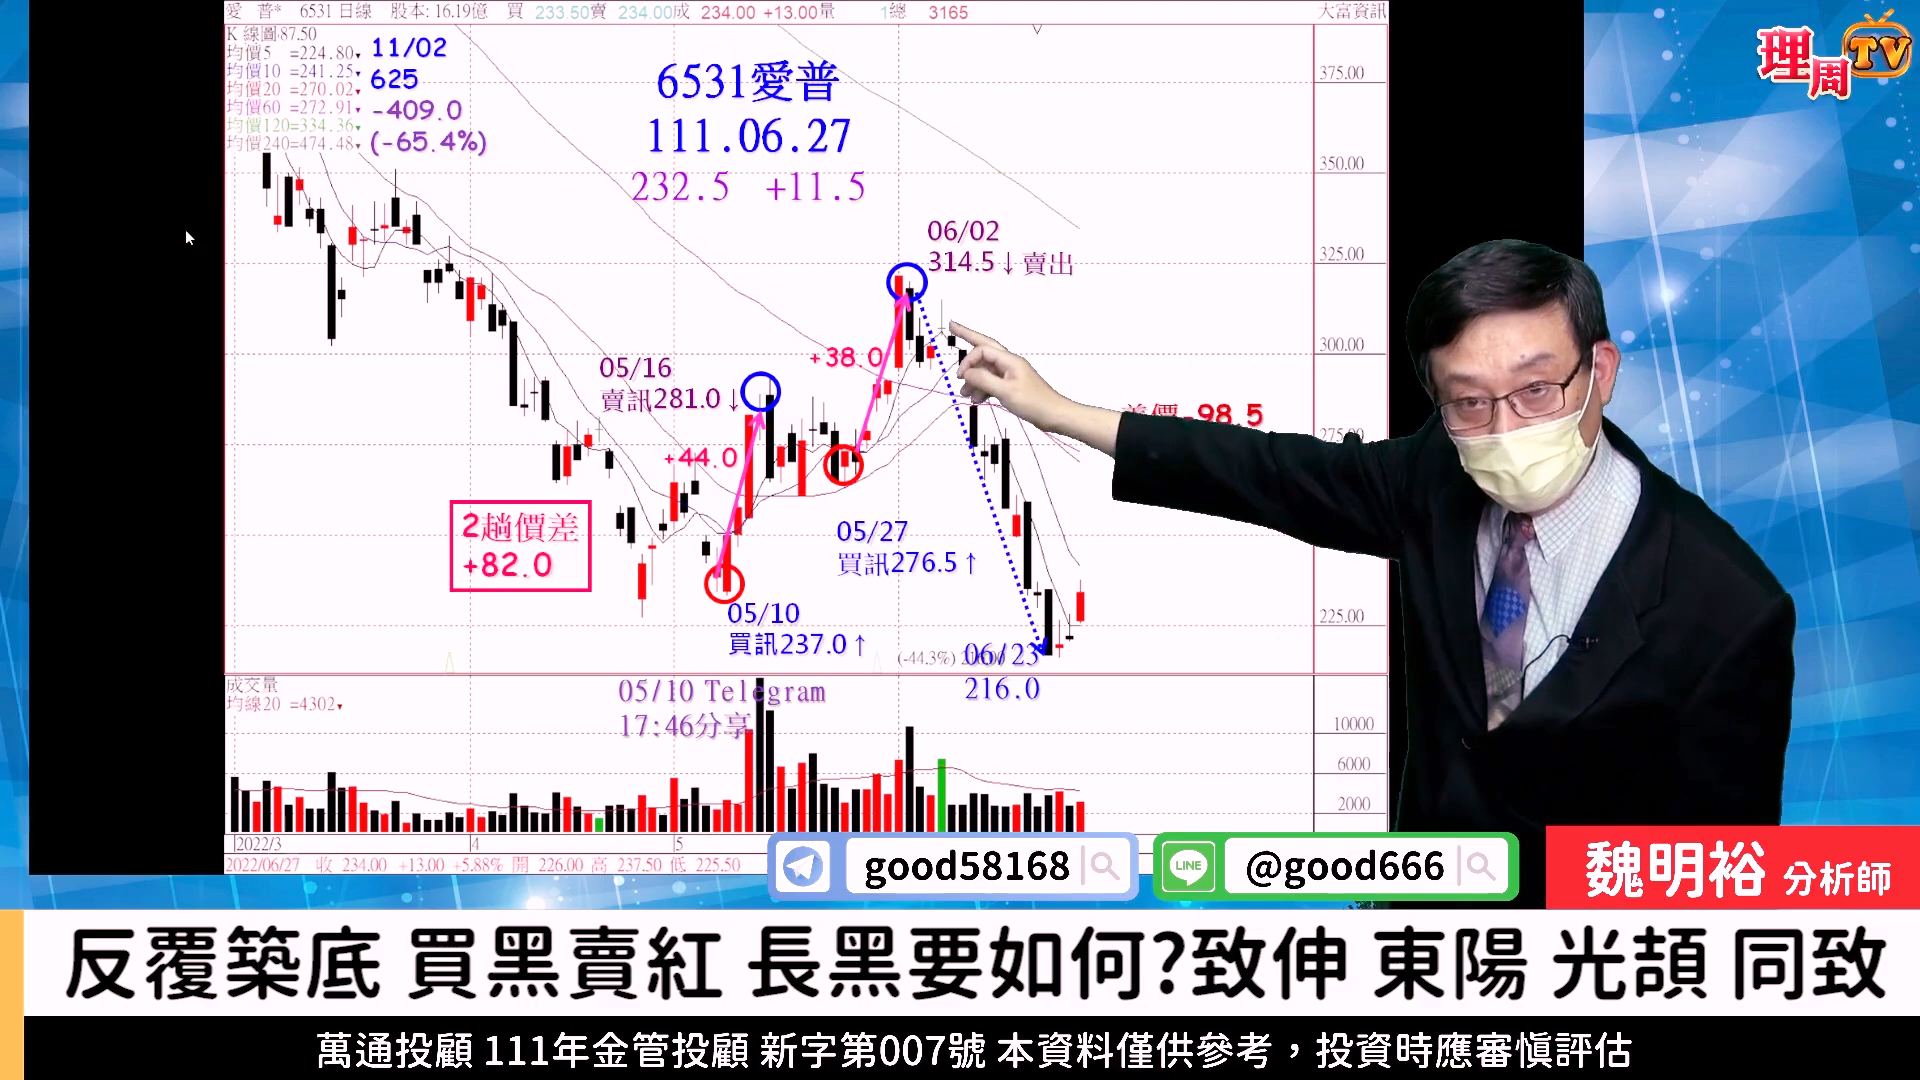 愛 普* 6531 日線 股本: 16.19億 買 233.50賣 234.00成 234.00 +13.00量 1總 3165 大富資訊
理周TV
K 線圖 87.50
均價5 =224.80▼
均價10 =241.25▼
均價20 =270.02▼
均價60 =272.91▼
均價120=334.36▼
均價240=474.48▼
11/02
625
-409.0
(-65.4%)
6531愛普
111.06.27
232.5 +11.5
375.00
350.00
325.00
300.00
275.00
225.00
06/02
314.5↓賣出
05/16
賣訊281.0↓
+38.0
+44.0
差價-98.5
2趟價差
+82.0
05/27
買訊276.5↑
05/10
買訊237.0↑
(-44.3%)
06/23
216.0
成交量
均線20 =4302▼
05/10 Telegram
17:46分享
10000
6000
2000
2022/3
4
5
2022/06/27 收 234.00 +13.00 +5.88% 開 226.00 高 237.50 低 225.50
good58168
LINE
@good666
魏明裕 分析師
反覆築底 買黑賣紅 長黑要如何?致伸 東陽 光頡 同致
萬通投顧 111年金管投顧 新字第007號 本資料僅供參考，投資時應審慎評估